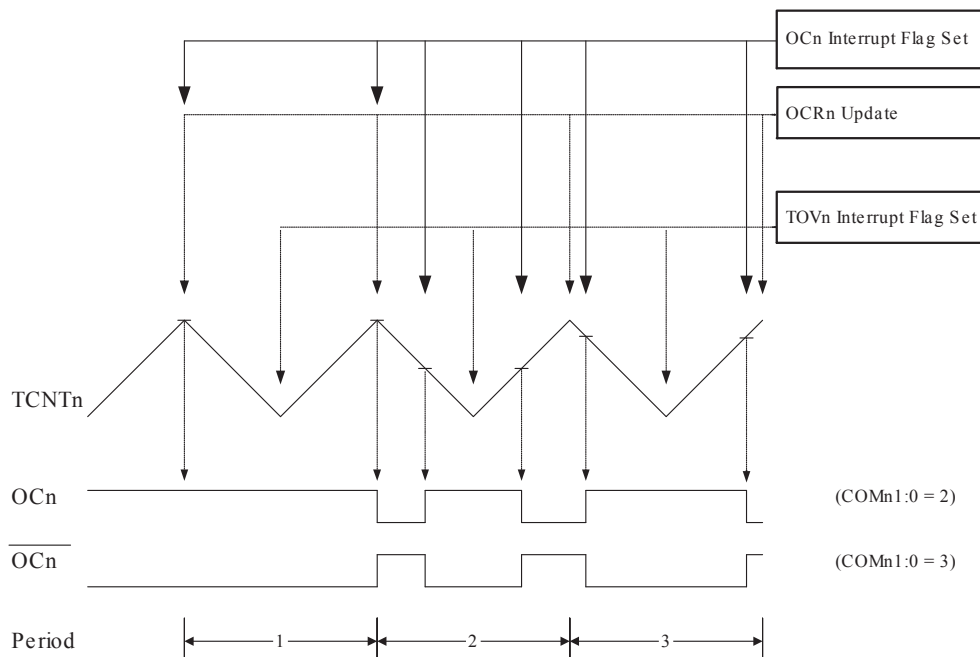 OCn Interrupt Flag Set
OCRn Update
TOVn Interrupt Flag Set
TCNTn
OCn
(COMn1:0 = 2)
OCn
(COMn1:0 = 3)
Period
1
2
3